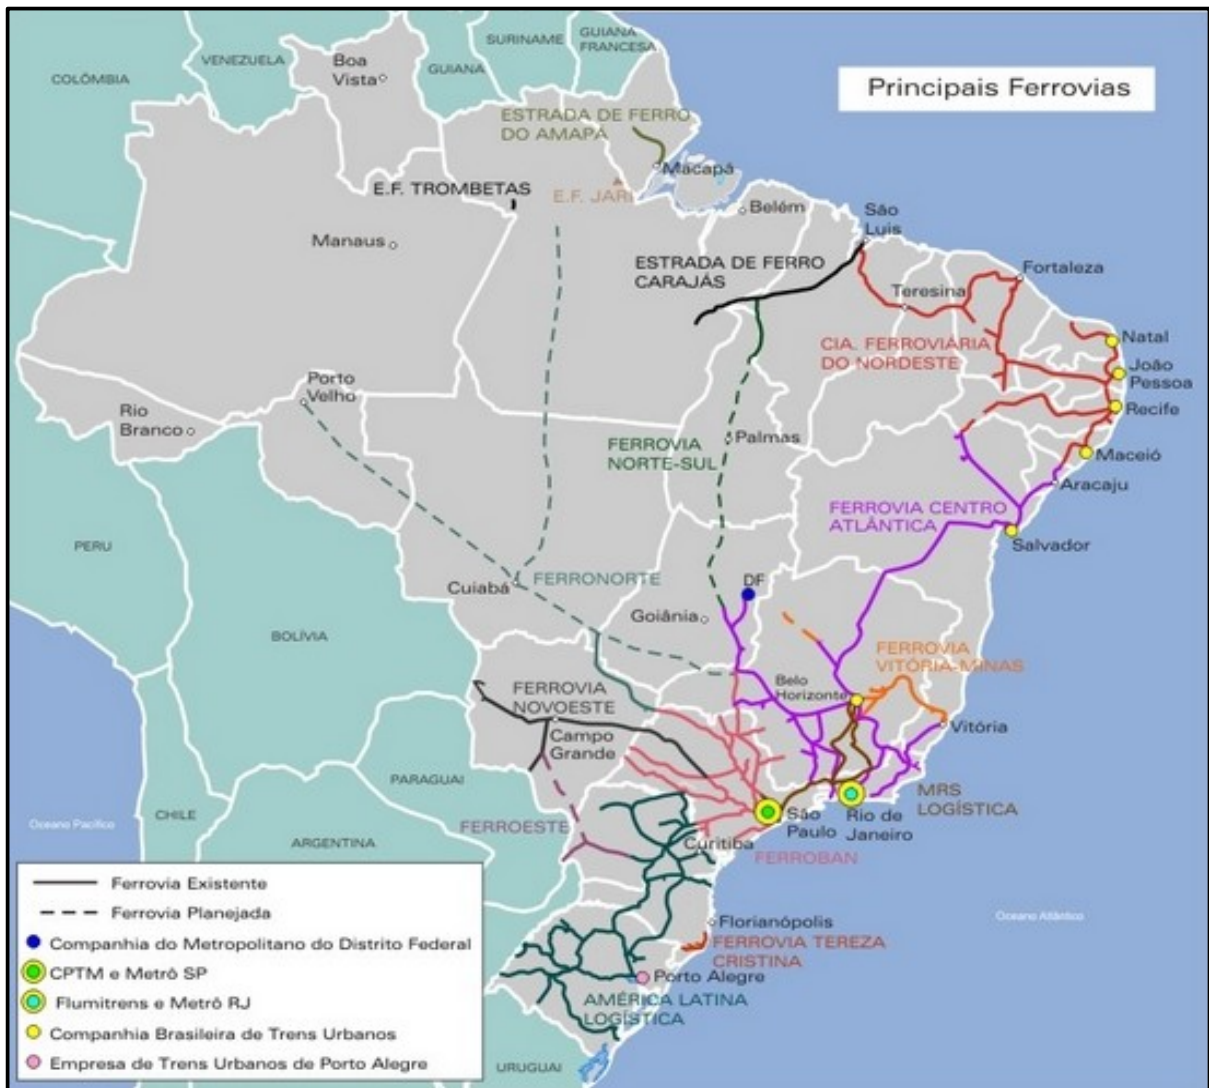 Principais Ferrovias
COLÔMBIA
VENEZUELA
GUIANA
SURINAME
GUIANA
FRANCESA
Boa
Vista
ESTRADA DE FERRO
DO AMAPÁ
Macapá
E.F. TROMBETAS
E.F. JARI
Belém
São
Luis
Manaus
ESTRADA DE FERRO
CARAJÁS
Fortaleza
Teresina
CIA. FERROVIÁRIA
DO NORDESTE
Natal
João
Pessoa
Recife
Maceió
Aracaju
Porto
Velho
Rio
Branco
FERROVIA
NORTE-SUL
Palmas
FERROVIA CENTRO
ATLÂNTICA
Salvador
PERU
BOLÍVIA
Cuiabá
FERRONORTE
DF
Goiânia
FERROVIA
VITÓRIA-MINAS
Belo
Horizonte
Vitória
FERROVIA
NOVOESTE
Campo
Grande
PARAGUAI
CHILE
ARGENTINA
Oceano Pacífico
FERROESTE
MRS
LOGÍSTICA
São
Paulo
Rio de
Janeiro
Curitiba
FERROBAN
Florianópolis
FERROVIA TEREZA
CRISTINA
Oceano Atlântico
Porto Alegre
AMÉRICA LATINA
LOGÍSTICA
URUGUAI
Ferrovia Existente
Ferrovia Planejada
Companhia do Metropolitano do Distrito Federal
CPTM e Metrô SP
Flumitrens e Metrô RJ
Companhia Brasileira de Trens Urbanos
Empresa de Trens Urbanos de Porto Alegre